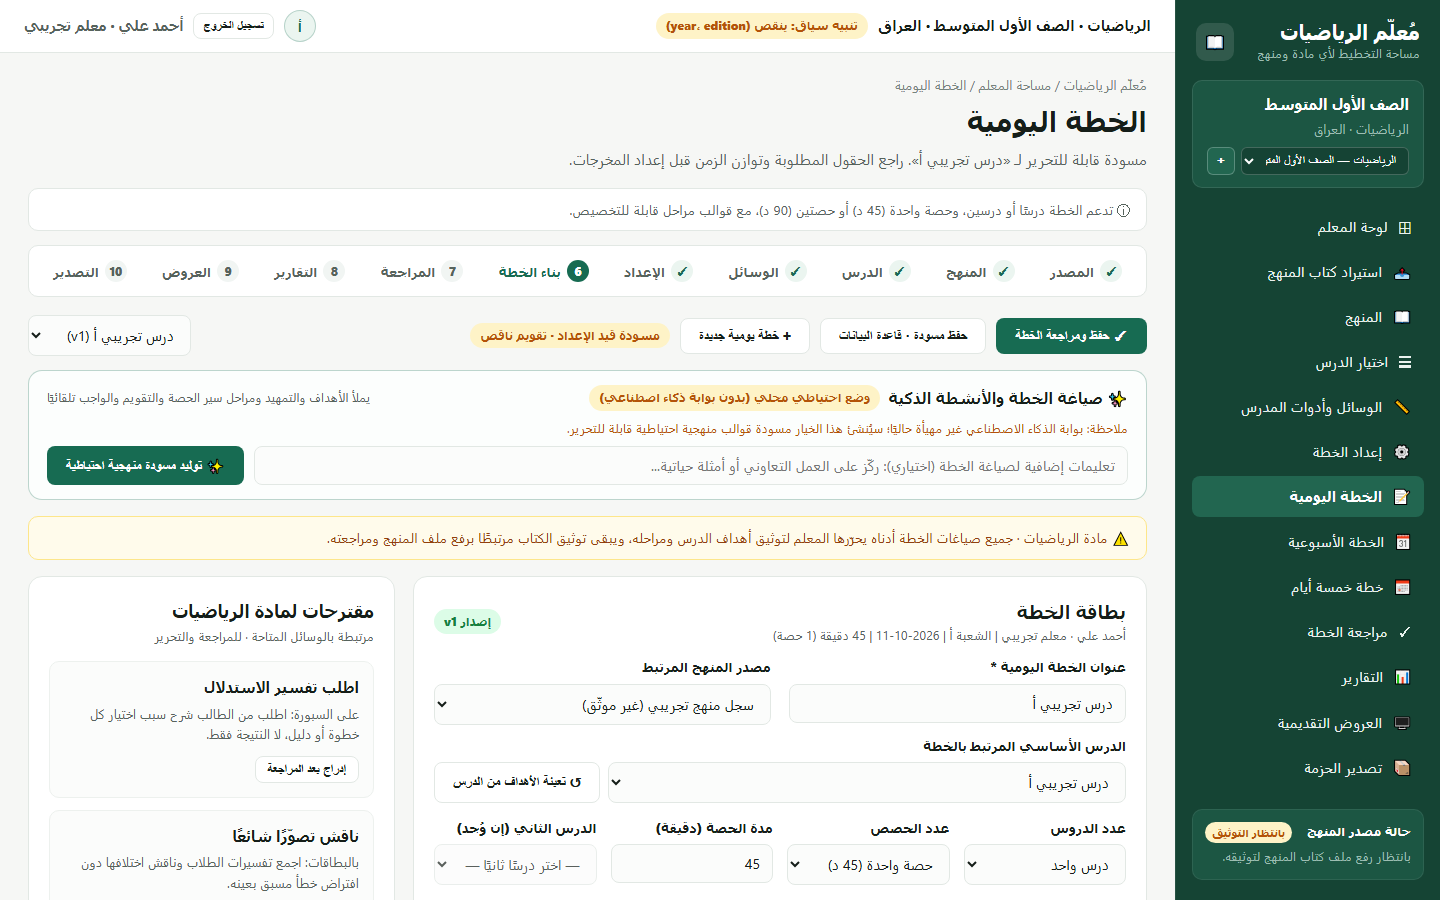 مُعلّم الرياضيات
مساحة التخطيط لأي مادة ومنهج
الصف الأول المتوسط
الرياضيات · العراق
الرياضيات — الصف الأول المتو
+
لوحة المعلم
استيراد كتاب المنهج
المنهج
اختيار الدرس
الوسائل وأدوات المدرس
إعداد الخطة
الخطة اليومية
الخطة الأسبوعية
خطة خمسة أيام
مراجعة الخطة
التقارير
العروض التقديمية
تصدير الحزمة
حالة مصدر المنهج بانتظار التوثيق
بانتظار رفع ملف كتاب المنهج لتوثيقه.
الرياضيات · الصف الأول المتوسط · العراق تنبيه سياق: ينقص (year، edition)
أ تسجيل الخروج أحمد علي · معلم تجريبي
مُعلّم الرياضيات / مساحة المعلم / الخطة اليومية
الخطة اليومية
مسودة قابلة للتحرير لـ «درس تجريبي أ». راجع الحقول المطلوبة وتوازن الزمن قبل إعداد المخرجات.
ⓘ تدعم الخطة درسًا أو درسين، وحصة واحدة (45 د) أو حصتين (90 د)، مع قوالب مراحل قابلة للتخصيص.
✓ المصدر ✓ المنهج ✓ الدرس ✓ الوسائل ✓ الإعداد 6 بناء الخطة 7 المراجعة 8 التقارير 9 العروض 10 التصدير
✓ حفظ ومراجعة الخطة حفظ مسودة · قاعدة البيانات + خطة يومية جديدة مسودة قيد الإعداد · تقويم ناقص درس تجريبي أ (v1)
✨ صياغة الخطة والأنشطة الذكية وضع احتياطي محلي (بدون بوابة ذكاء اصطناعي) يملأ الأهداف والتمهيد ومراحل سير الحصة والتقويم والواجب تلقائيًا
ملاحظة: بوابة الذكاء الاصطناعي غير مهيأة حاليًا؛ سيُنشئ هذا الخيار مسودة قوالب منهجية احتياطية قابلة للتحرير.
تعليمات إضافية لصياغة الخطة (اختياري): ركّز على العمل التعاوني أو أمثلة حياتية... ✨ توليد مسودة منهجية احتياطية
⚠ مادة الرياضيات · جميع صياغات الخطة أدناه يحرّرها المعلم لتوثيق أهداف الدرس ومراحله، ويبقى توثيق الكتاب مرتبطًا برفع ملف المنهج ومراجعته.
بطاقة الخطة إصدار v1
أحمد علي · معلم تجريبي | الشعبة أ | 2026-10-11 | 45 دقيقة (1 حصة)
عنوان الخطة اليومية * مصدر المنهج المرتبط
درس تجريبي أ سجل منهج تجريبي (غير موثّق)
الدرس الأساسي المرتبط بالخطة
درس تجريبي أ ↺ تعبئة الأهداف من الدرس
عدد الدروس عدد الحصص مدة الحصة (دقيقة) الدرس الثاني (إن وُجد)
درس واحد حصة واحدة (45 د) 45 — اختر درسًا ثانيًا —
مقترحات لمادة الرياضيات
مرتبطة بالوسائل المتاحة · للمراجعة والتحرير
اطلب تفسير الاستدلال
على السبورة: اطلب من الطالب شرح سبب اختيار كل
خطوة أو دليل، لا النتيجة فقط.
إدراج بعد المراجعة
ناقش تصوّرًا شائعًا
بالبطاقات: اجمع تفسيرات الطلاب وناقش اختلافها دون
افتراض خطأ مسبق بعينه.